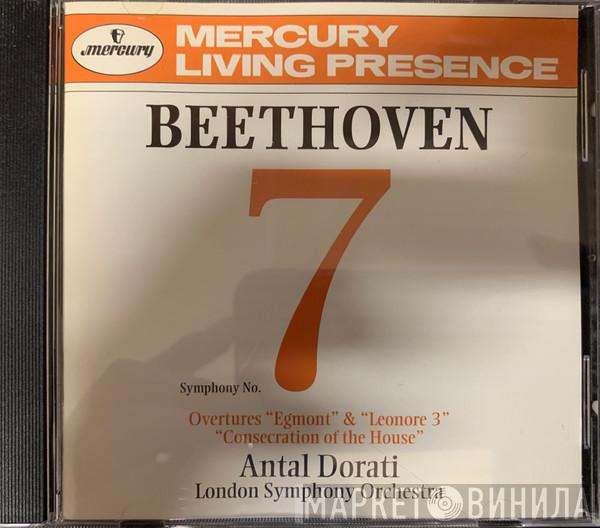 mercury
MERCURY
LIVING PRESENCE
BEETHOVEN
7
Symphony No.
Overtures "Egmont" & "Leonore 3"
"Consecration of the House"
Antal Dorati
London Symphony Orchestra
МАРКЕТ ВИНИЛА